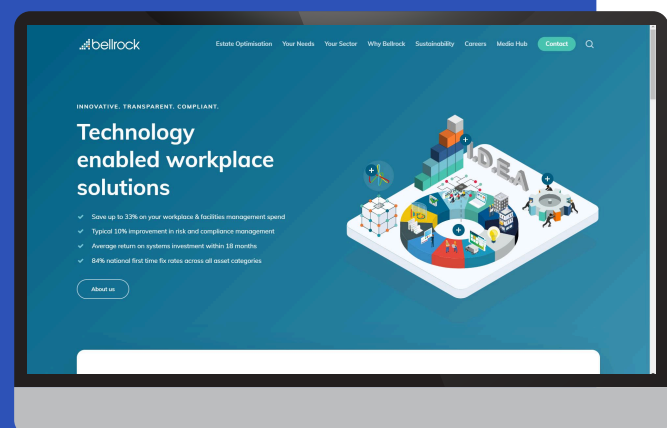 bellrock
Estate Optimisation Your Needs Your Sector Why Bellrock Sustainability Careers Media Hub Contact
INNOVATIVE. TRANSPARENT. COMPLIANT.
Technology
enabled workplace
solutions
Save up to 33% on your workplace & facilities management spend
Typical 10% improvement in risk and compliance management
Average return on systems investment within 18 months
84% national first time fix rates across all asset categories
About us
I.D.E.A